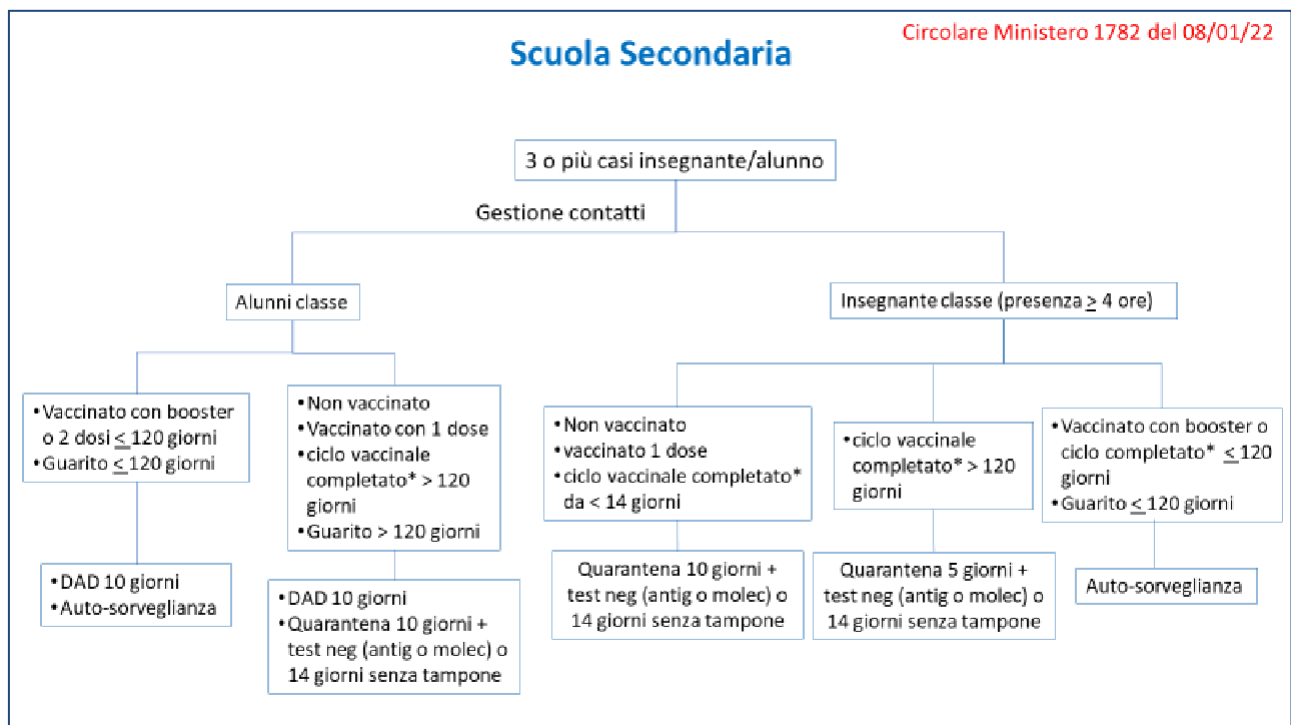 Circolare Ministero 1782 del 08/01/22
Scuola Secondaria
3 o più casi insegnante/alunno
Gestione contatti
Alunni classe
Insegnante classe (presenza ≥ 4 ore)
•Vaccinato con booster
o 2 dosi ≤ 120 giorni
•Guarito ≤ 120 giorni
•Non vaccinato
•Vaccinato con 1 dose
•ciclo vaccinale
completato* > 120
giorni
•Guarito > 120 giorni
•Non vaccinato
•vaccinato 1 dose
•ciclo vaccinale completato*
da < 14 giorni
•ciclo vaccinale
completato* > 120
giorni
•Vaccinato con booster o
ciclo completato* ≤ 120
giorni
•Guarito ≤ 120 giorni
•DAD 10 giorni
•Auto-sorveglianza
•DAD 10 giorni
•Quarantena 10 giorni +
test neg (antig o molec) o
14 giorni senza tampone
Quarantena 10 giorni +
test neg (antig o molec) o
14 giorni senza tampone
Quarantena 5 giorni +
test neg (antig o molec) o
14 giorni senza tampone
Auto-sorveglianza